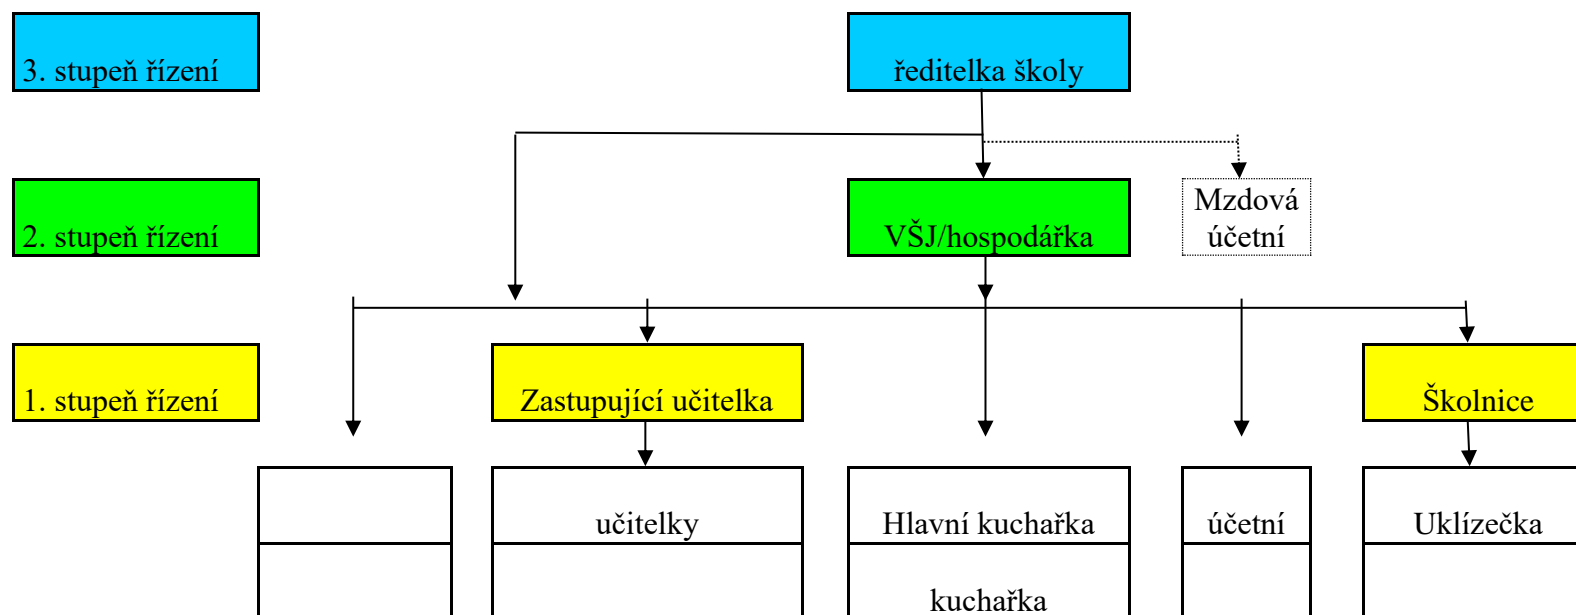 3. stupeň řízení
ředitelka školy
2. stupeň řízení
VŠJ/hospodářka
Mzdová
účetní
1. stupeň řízení
Zastupující učitelka
Školnice
učitelky
Hlavní kuchařka
účetní
Uklízečka
kuchařka